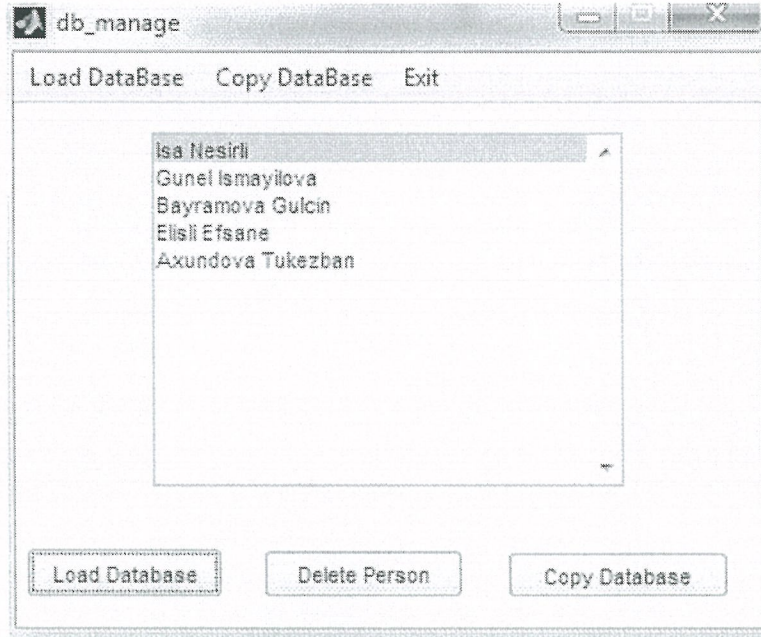 db_manage
Load DataBase Copy DataBase Exit
Isa Nesirli
Gunel Ismayilova
Bayramova Gulcin
Elisli Efsane
Axundova Tukezban
Load Database Delete Person Copy Database